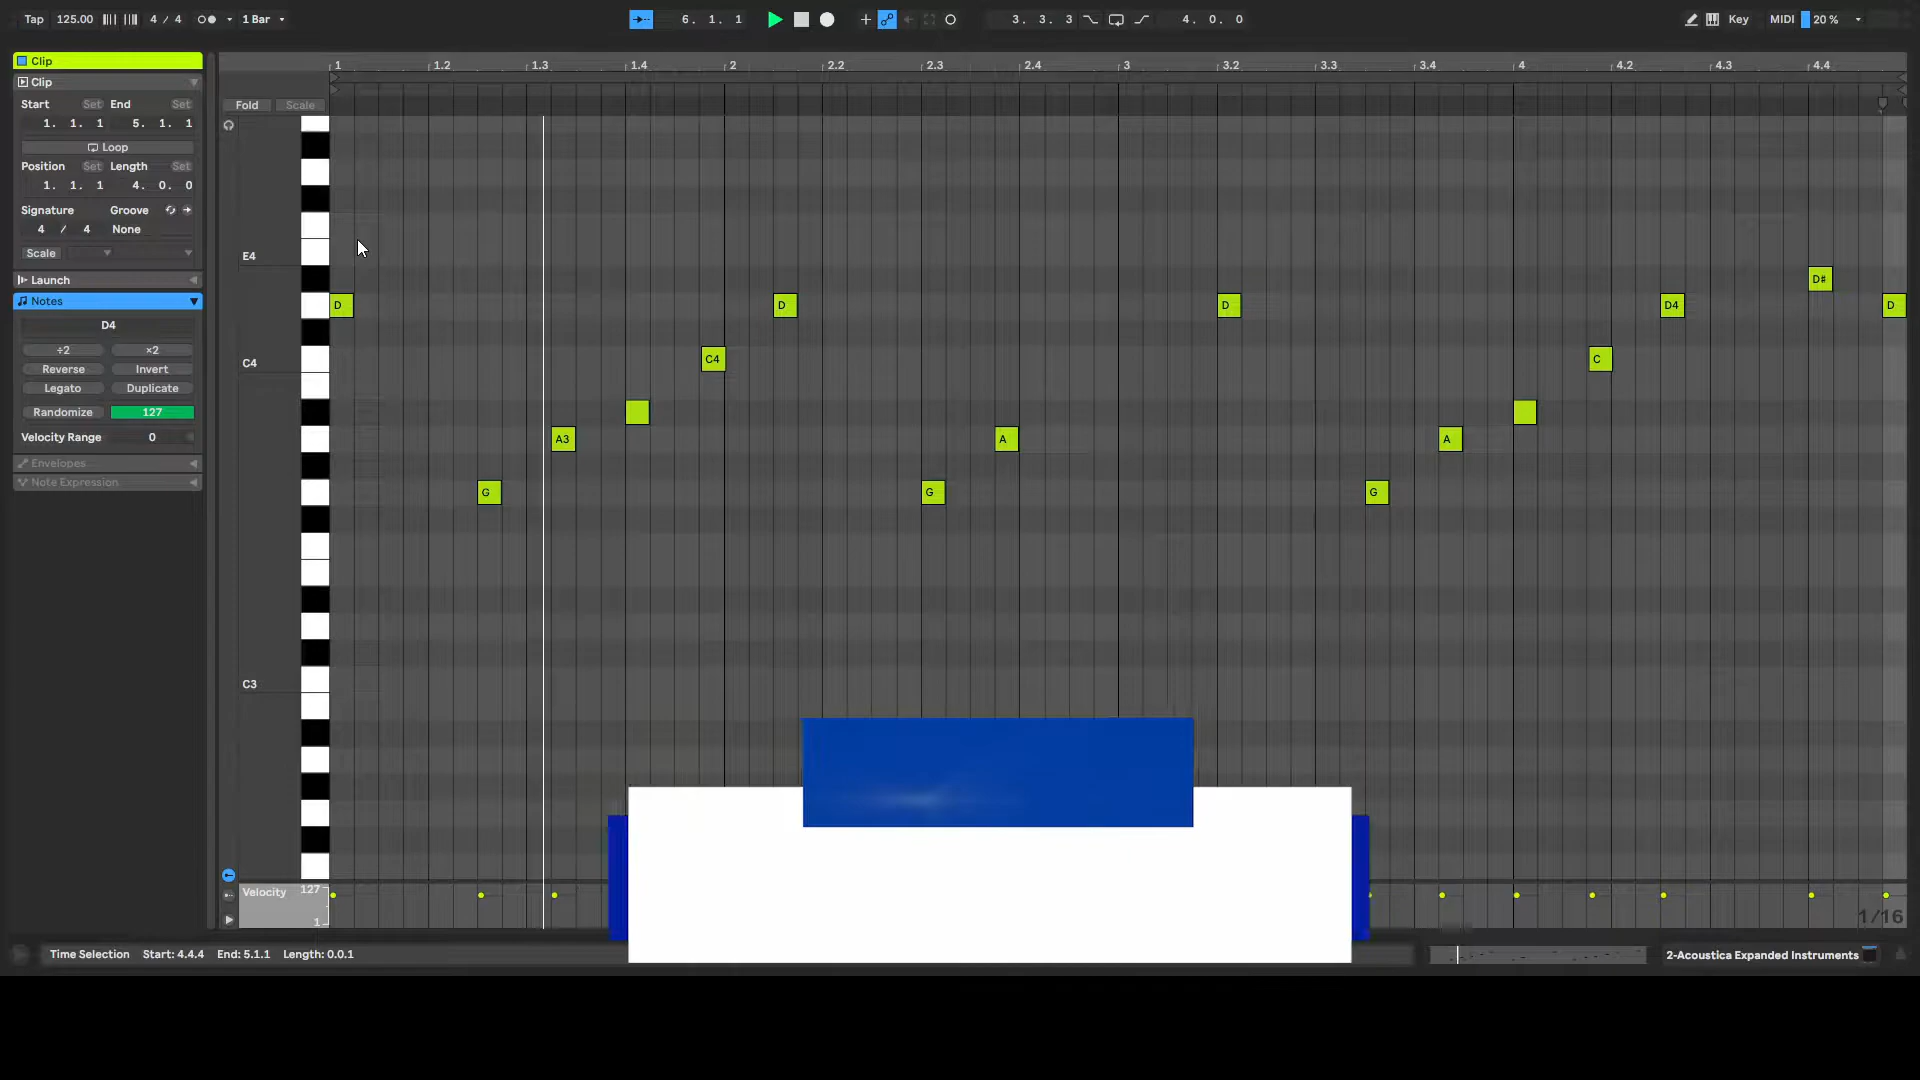 Tap 125.00 4 / 4 1 Bar 6. 1. 1 3. 3. 3 4. 0. 0 Key MIDI 20 %
Clip
Clip
Start Set End Set
1. 1. 1 5. 1. 1
Loop
Position Set Length Set
1. 1. 1 4. 0. 0
Signature Groove
4 / 4 None
Scale
Launch
Notes
D4
÷2 ×2
Reverse Invert
Legato Duplicate
Randomize 127
Velocity Range 0
Envelopes
Note Expression
1 1.2 1.3 1.4 2 2.2 2.3 2.4 3 3.2 3.3 3.4 4 4.2 4.3 4.4
Fold Scale
E4
D#
D D D D4 D
C4 C4 C
A3 A A
G G G
C3
Velocity 127
1
1/16
Time Selection Start: 4.4.4 End: 5.1.1 Length: 0.0.1
2-Acoustica Expanded Instruments